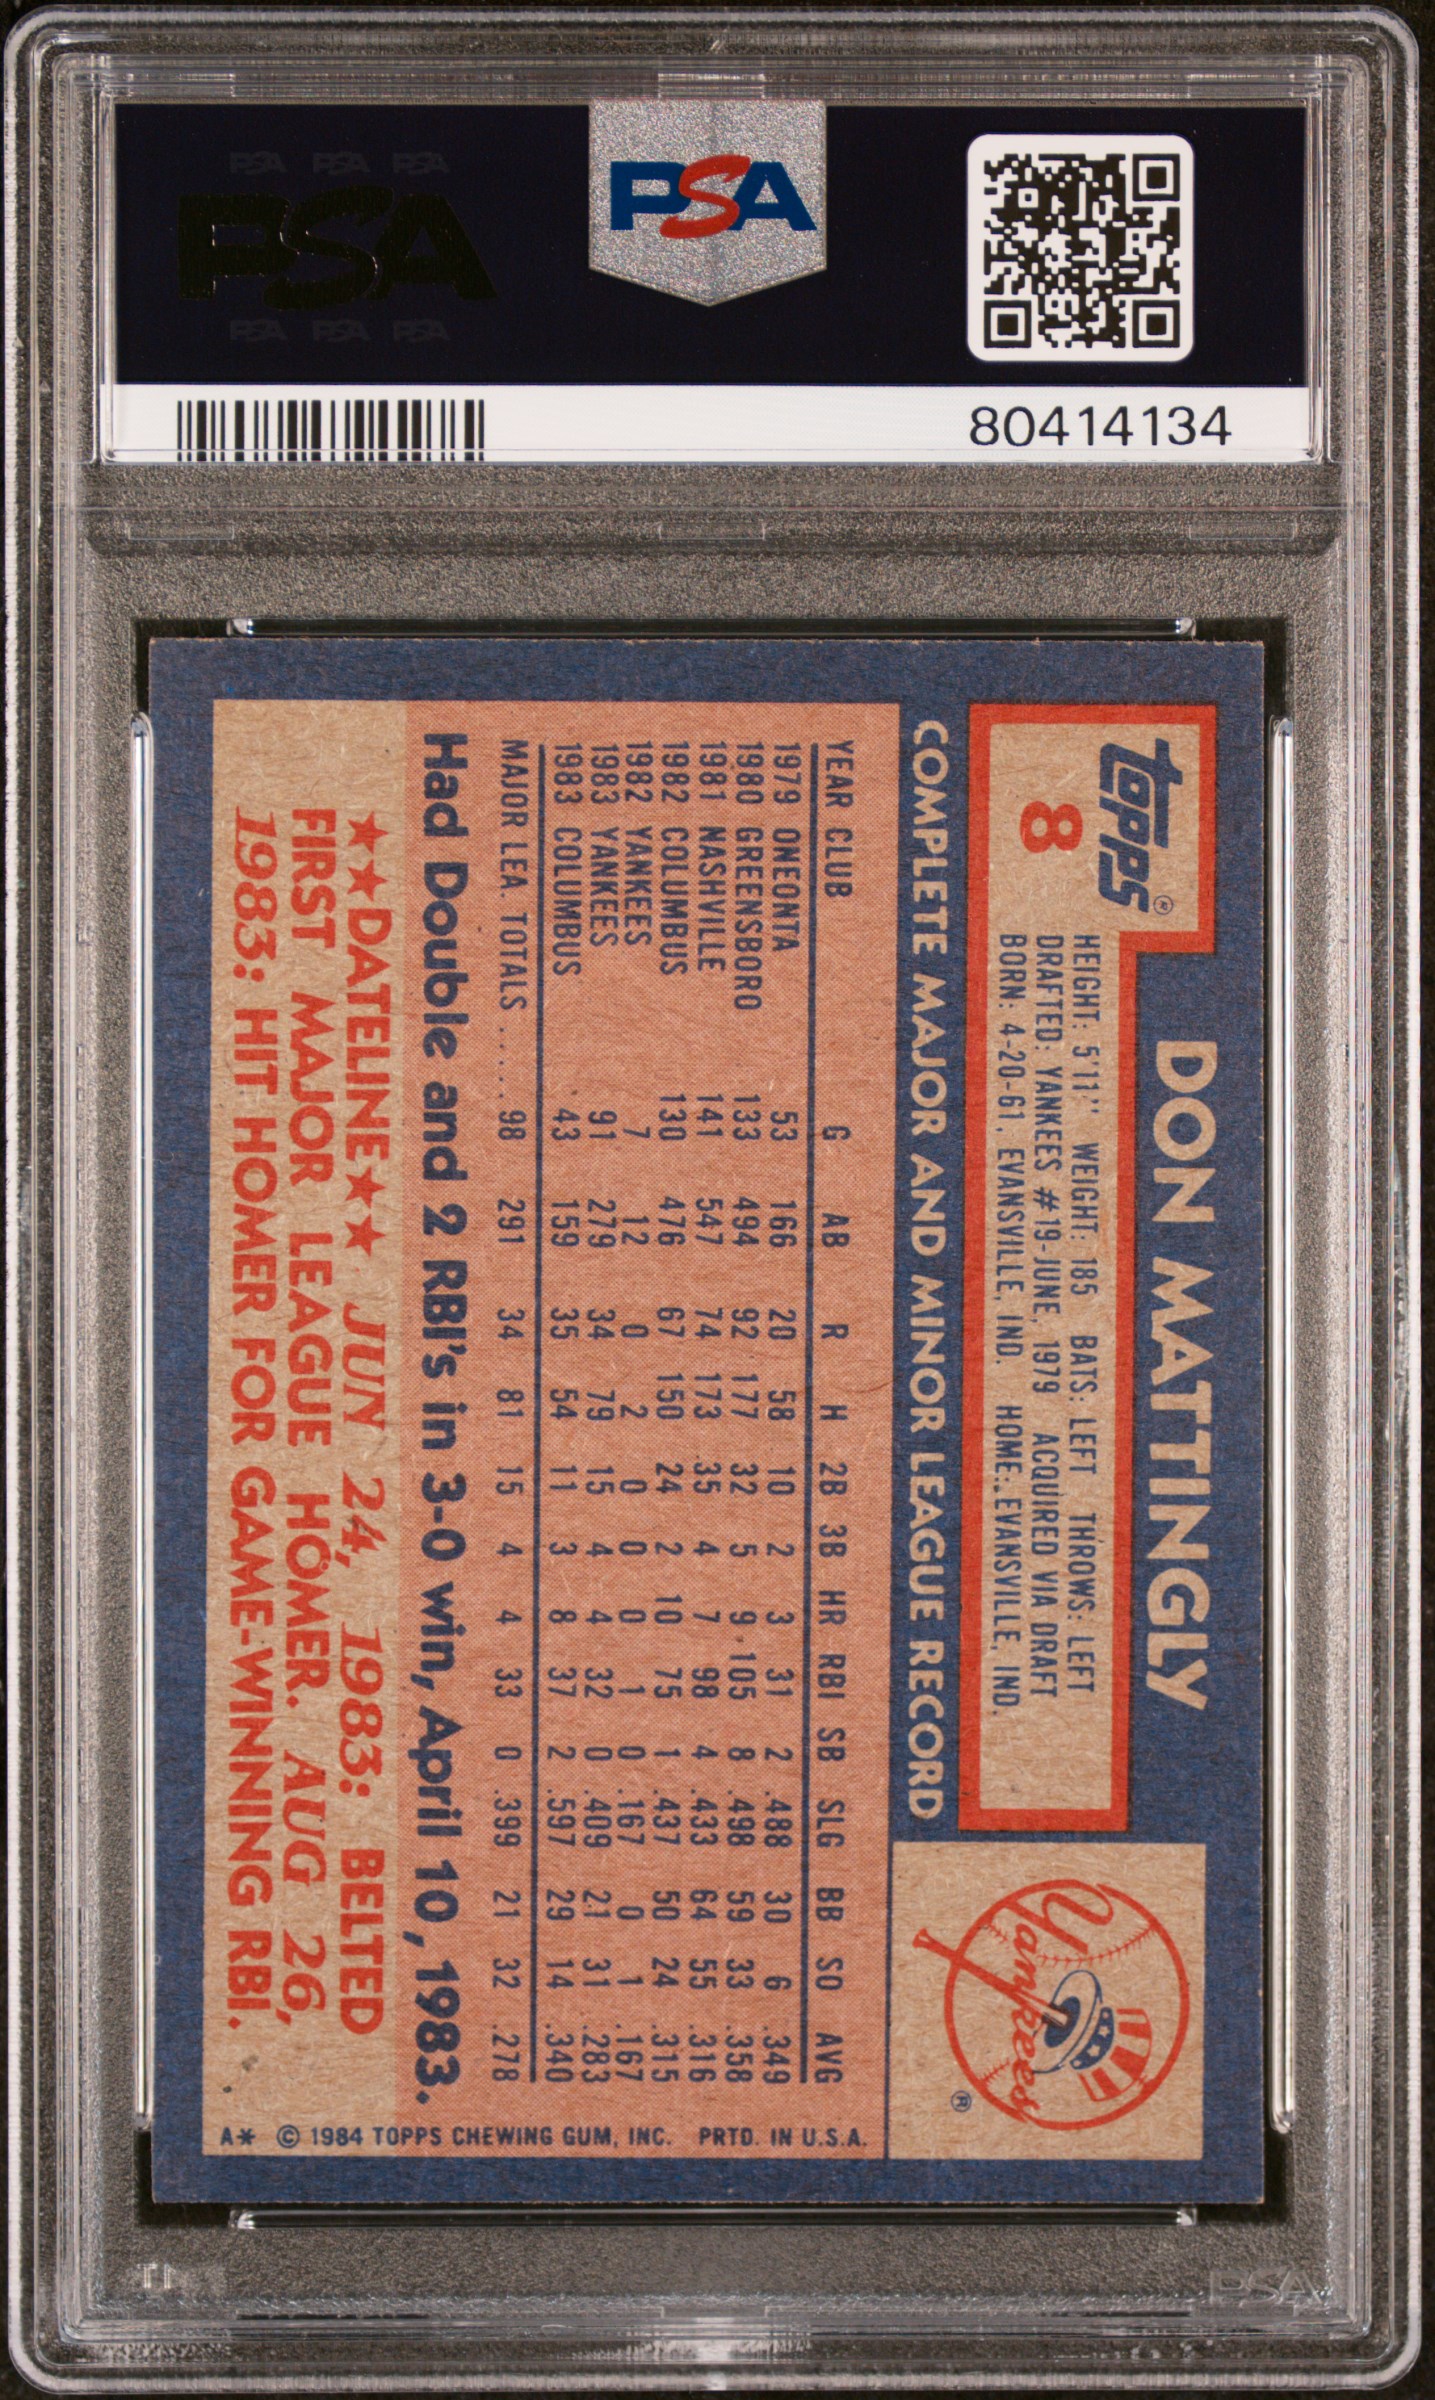 PSA PSA PSA
PSA
PSA PSA PSA
PSA
80414134
topps®
8
DON MATTINGLY
HEIGHT: 5'11" WEIGHT: 185 BATS: LEFT THROWS: LEFT
DRAFTED: YANKEES #19-JUNE, 1979 ACQUIRED VIA DRAFT
BORN: 4-20-61, EVANSVILLE, IND. HOME: EVANSVILLE, IND.
Yankees
®
COMPLETE MAJOR AND MINOR LEAGUE RECORD
YEAR CLUB G AB R H 2B 3B HR RBI SB SLG BB SO AVG
1979 ONEONTA 53 166 20 58 10 2 3 31 2 .488 30 6 .349
1980 GREENSBORO 133 494 92 177 32 5 9 105 8 .498 59 33 .358
1981 NASHVILLE 141 547 74 173 35 4 7 98 4 .433 64 55 .316
1982 COLUMBUS 130 476 67 150 24 2 10 75 1 .437 50 24 .315
1982 YANKEES 7 12 0 2 0 0 0 1 0 .167 0 1 .167
1983 YANKEES 91 279 34 79 15 4 4 32 0 .409 21 31 .283
1983 COLUMBUS 43 159 35 54 11 3 8 37 2 .597 29 14 .340
MAJOR LEA. TOTALS ..... 98 291 34 81 15 4 4 33 0 .399 21 32 .278
Had Double and 2 RBI's in 3-0 win, April 10, 1983.
★★DATELINE★★ JUN 24, 1983: BELTED
FIRST MAJOR LEAGUE HOMER. AUG 26,
1983: HIT HOMER FOR GAME-WINNING RBI.
A* © 1984 TOPPS CHEWING GUM, INC. PRTD. IN U.S.A.
PSA